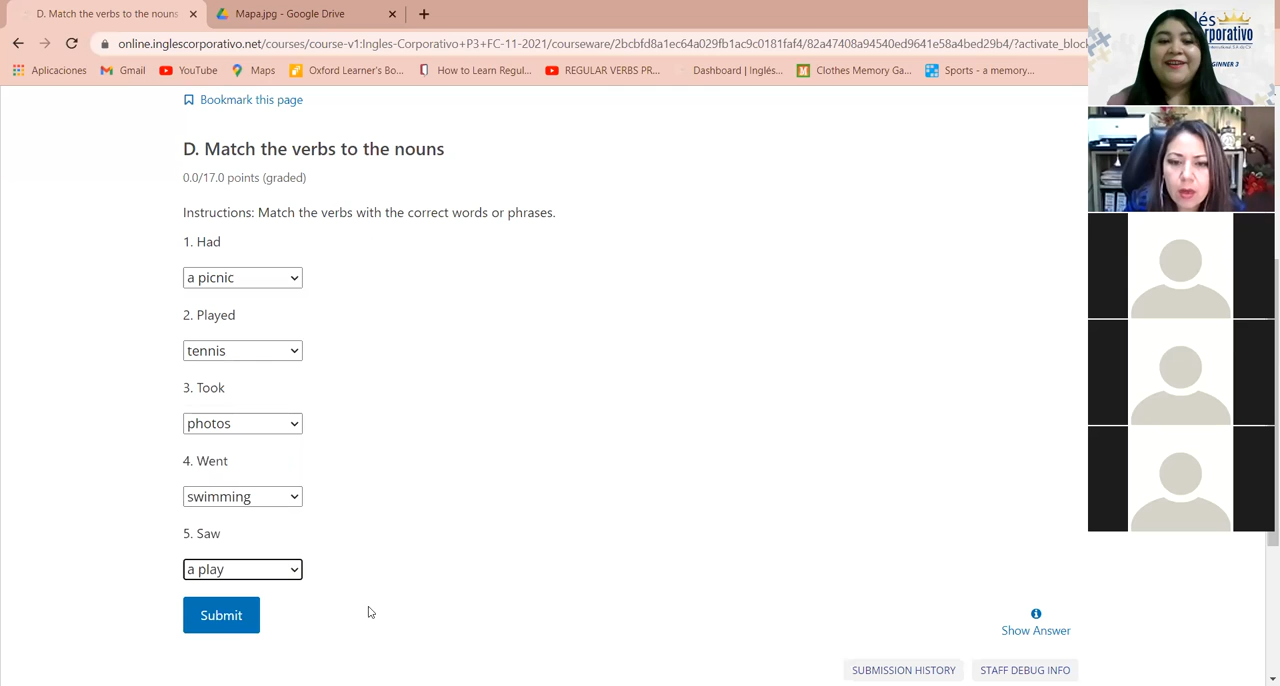 D. Match the verbs to the nouns
Mapa.jpg - Google Drive
online.inglescorporativo.net/courses/course-v1:Ingles-Corporativo+P3+FC-11-2021/courseware/2bcbfd8a1ec64a029fb1ac9c0181faf4/82a47408a94540ed9641e58a4bed29b4/?activate_block
Aplicaciones
Gmail
YouTube
Maps
Oxford Learner's Bo...
How to Learn Regul...
REGULAR VERBS PR...
Dashboard | Inglés...
Clothes Memory Ga...
Sports - a memory...
Bookmark this page
D. Match the verbs to the nouns
0.0/17.0 points (graded)
Instructions: Match the verbs with the correct words or phrases.
1. Had
a picnic
2. Played
tennis
3. Took
photos
4. Went
swimming
5. Saw
a play
Submit
Show Answer
SUBMISSION HISTORY
STAFF DEBUG INFO